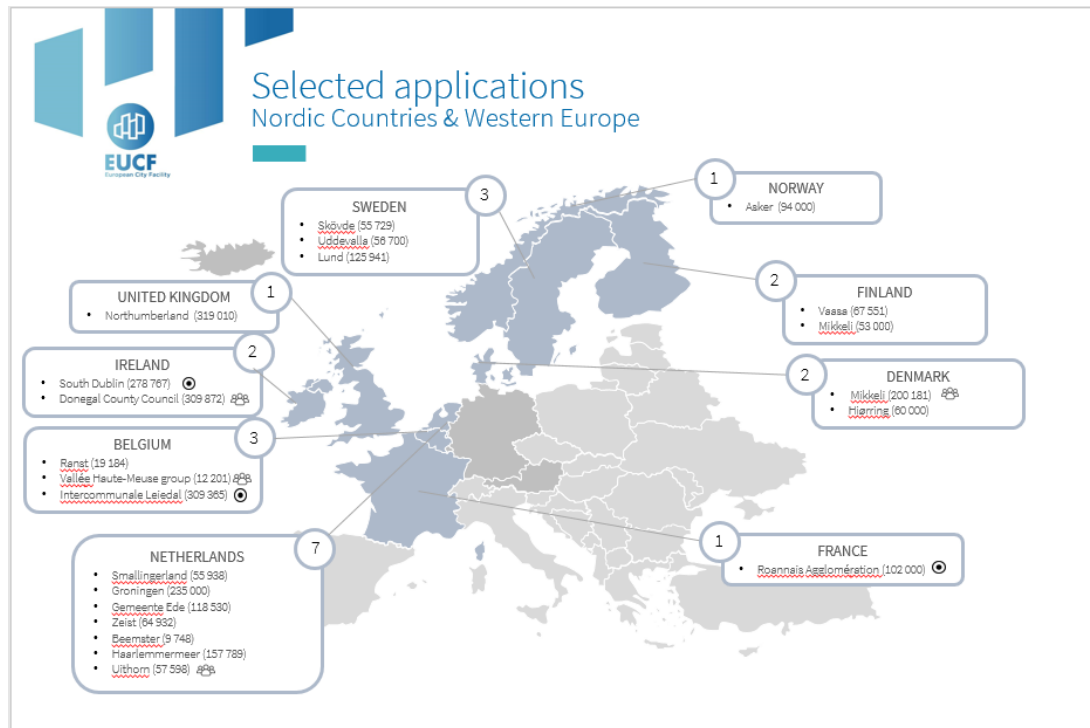 Selected applications
Nordic Countries & Western Europe
EUCF
European City Facility
1
NORWAY
• Asker (94 000)
3
SWEDEN
• Skövde (55 729)
• Uddevalla (56 700)
• Lund (125 941)
2
FINLAND
• Vaasa (67 551)
• Mikkeli (53 000)
1
UNITED KINGDOM
• Northumberland (319 010)
2
IRELAND
• South Dublin (278 767)
• Donegal County Council (309 872)
2
DENMARK
• Mikkeli (200 181)
• Hjørring (60 000)
3
BELGIUM
• Ranst (19 184)
• Vallée Haute-Meuse group (12 201)
• Intercommunale Leiedal (309 365)
7
NETHERLANDS
• Smallingerland (55 938)
• Groningen (235 000)
• Gemeente Ede (118 530)
• Zeist (64 932)
• Beemster (9 748)
• Haarlemmermeer (157 789)
• Uithorn (57 598)
1
FRANCE
• Roannais Agglomération (102 000)